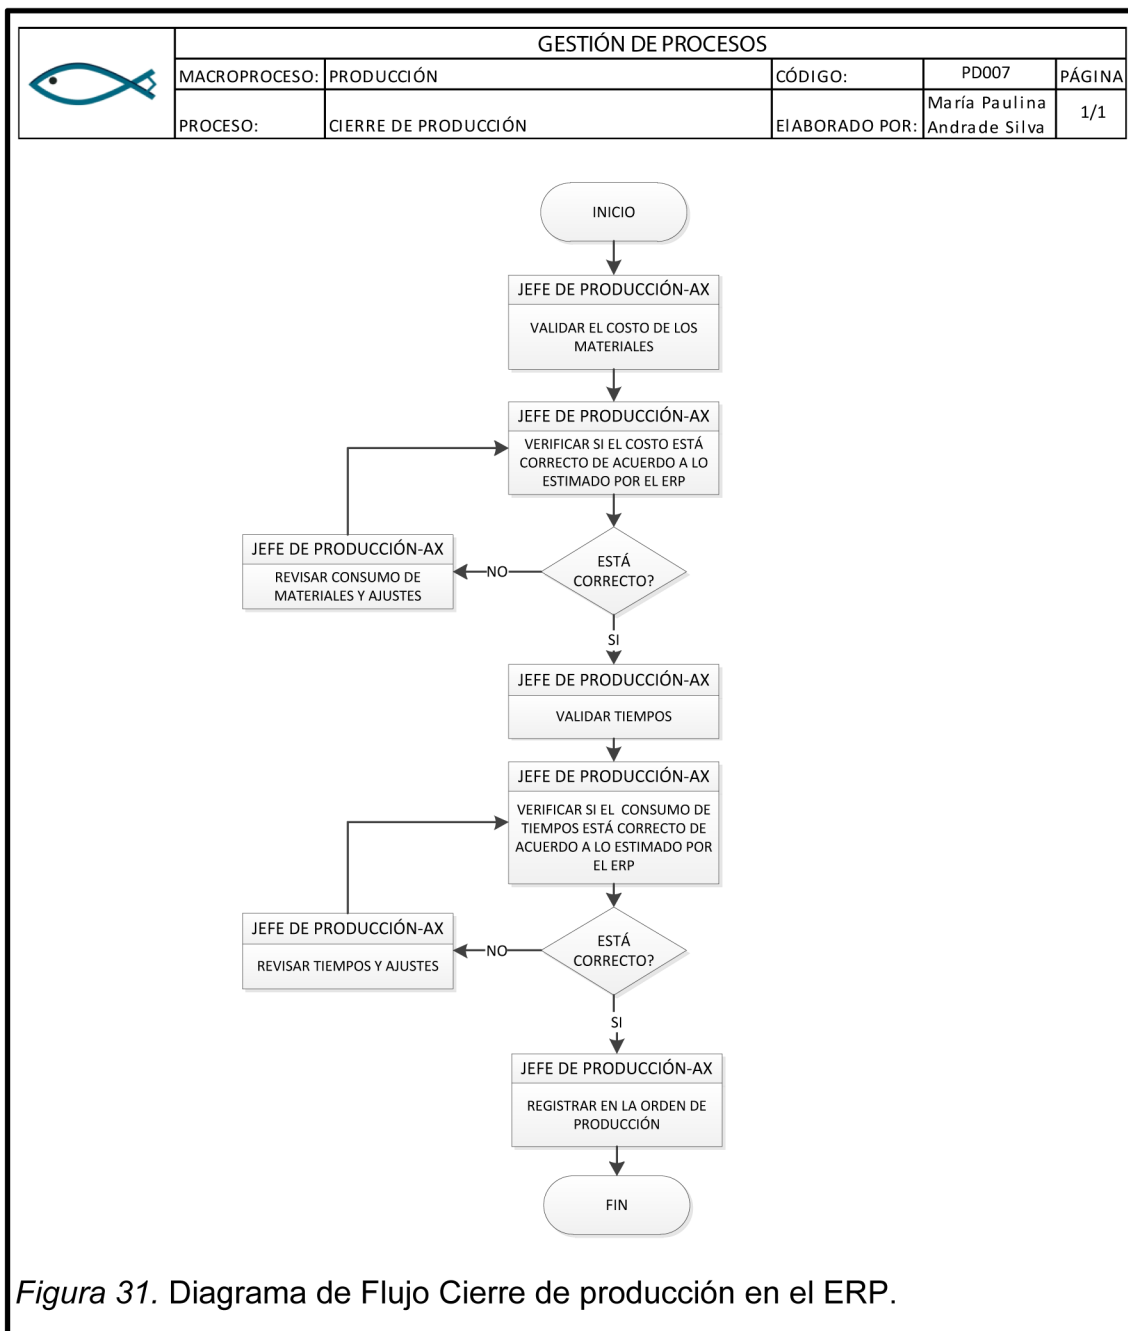 GESTIÓN DE PROCESOS
MACROPROCESO: PRODUCCIÓN CÓDIGO: PD007 PÁGINA
PROCESO: CIERRE DE PRODUCCIÓN ElABORADO POR: María Paulina
Andrade Silva
1/1
INICIO
JEFE DE PRODUCCIÓN-AX
VALIDAR EL COSTO DE LOS
MATERIALES
JEFE DE PRODUCCIÓN-AX
VERIFICAR SI EL COSTO ESTÁ
CORRECTO DE ACUERDO A LO
ESTIMADO POR EL ERP
ESTÁ
CORRECTO?
NO
JEFE DE PRODUCCIÓN-AX
REVISAR CONSUMO DE
MATERIALES Y AJUSTES
SI
JEFE DE PRODUCCIÓN-AX
VALIDAR TIEMPOS
JEFE DE PRODUCCIÓN-AX
VERIFICAR SI EL CONSUMO DE
TIEMPOS ESTÁ CORRECTO DE
ACUERDO A LO ESTIMADO POR
EL ERP
ESTÁ
CORRECTO?
NO
JEFE DE PRODUCCIÓN-AX
REVISAR TIEMPOS Y AJUSTES
SI
JEFE DE PRODUCCIÓN-AX
REGISTRAR EN LA ORDEN DE
PRODUCCIÓN
FIN
Figura 31. Diagrama de Flujo Cierre de producción en el ERP.